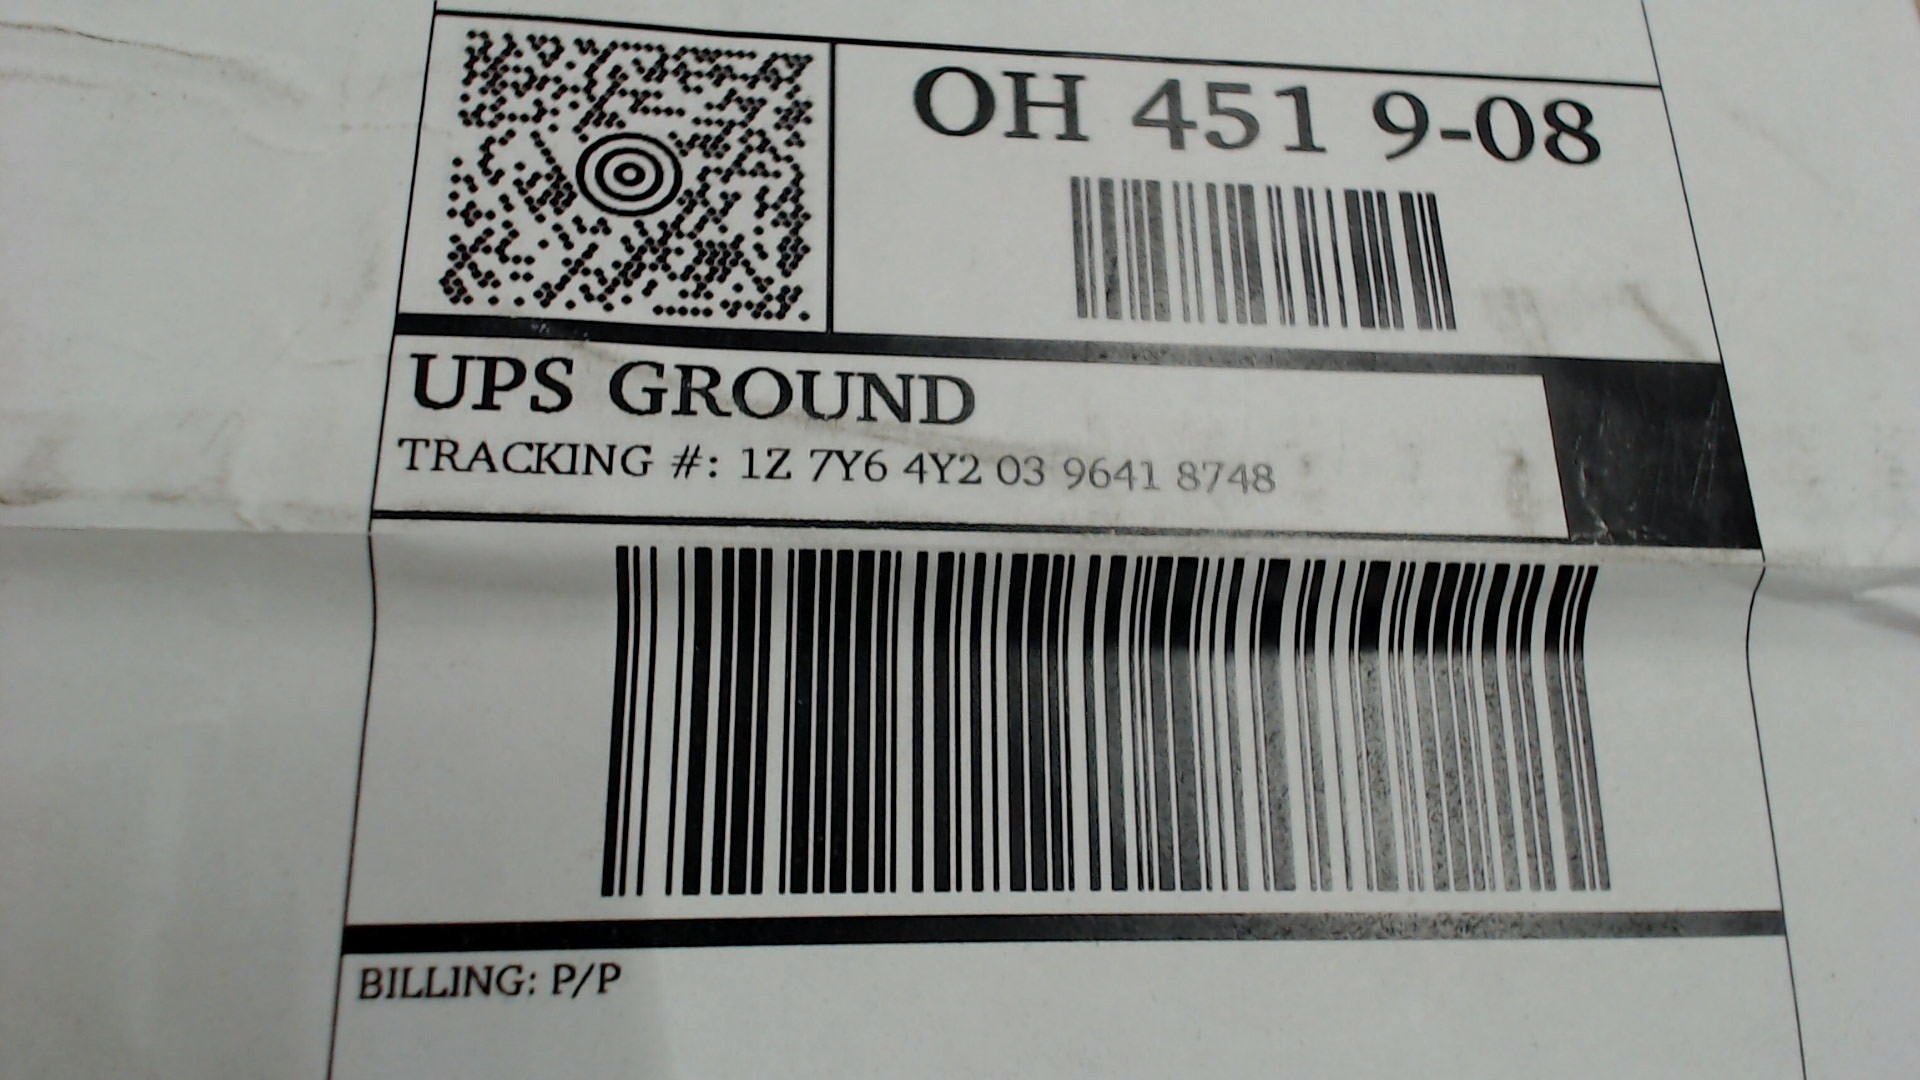 OH 451 9-08
UPS GROUND
TRACKING #: 1Z 7Y6 4Y2 03 9641 8748
BILLING: P/P